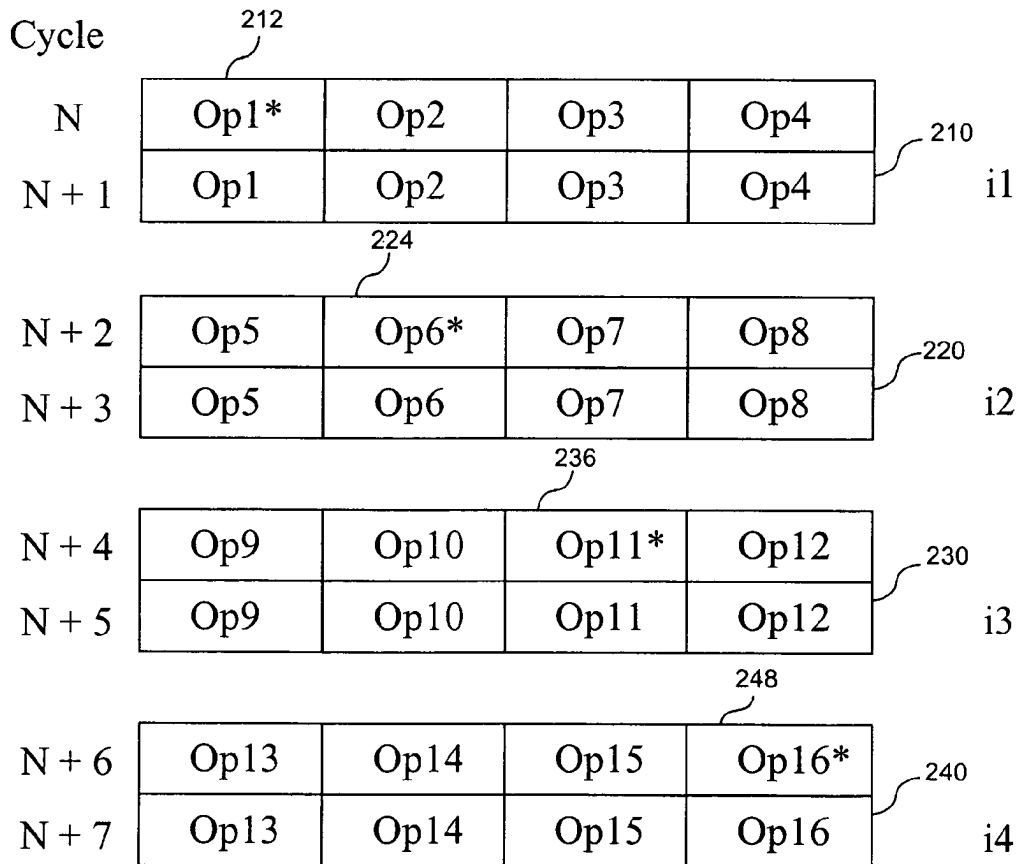 Cycle
212
N Op1* Op2 Op3 Op4
210
N + 1 Op1 Op2 Op3 Op4 i1
224
N + 2 Op5 Op6* Op7 Op8
220
N + 3 Op5 Op6 Op7 Op8 i2
236
N + 4 Op9 Op10 Op11* Op12
230
N + 5 Op9 Op10 Op11 Op12 i3
248
N + 6 Op13 Op14 Op15 Op16*
240
N + 7 Op13 Op14 Op15 Op16 i4